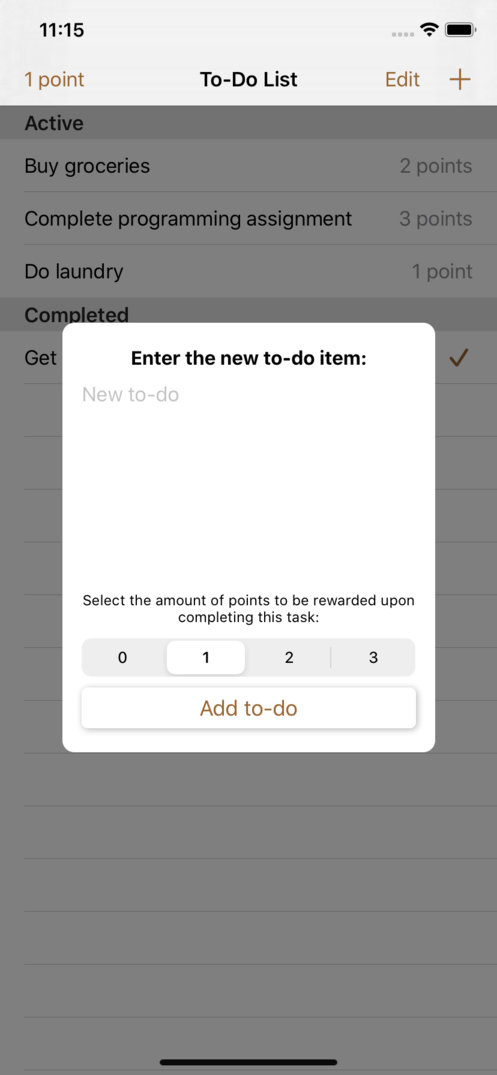 11:15
1 point To-Do List Edit
Active
Buy groceries 2 points
Complete programming assignment 3 points
Do laundry 1 point
Completed
Get
Enter the new to-do item:
New to-do
Select the amount of points to be rewarded upon
completing this task:
0 1 2 3
Add to-do